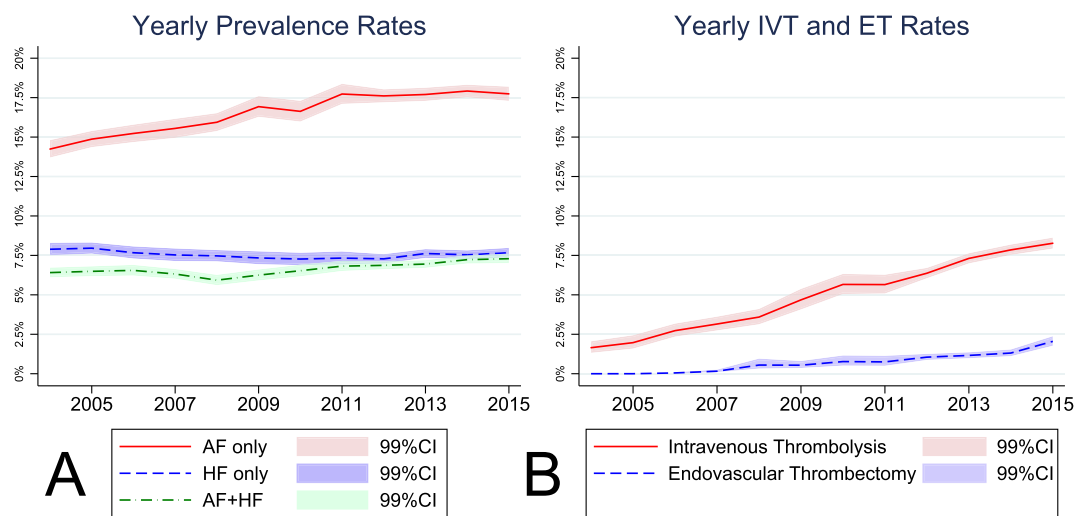 Yearly Prevalence Rates
20%
17.5%
15%
12.5%
10%
7.5%
5%
2.5%
0%
2005 2007 2009 2011 2013 2015
A
AF only 99%CI
HF only 99%CI
AF+HF 99%CI
Yearly IVT and ET Rates
20%
17.5%
15%
12.5%
10%
7.5%
5%
2.5%
0%
2005 2007 2009 2011 2013 2015
B
Intravenous Thrombolysis 99%CI
Endovascular Thrombectomy 99%CI